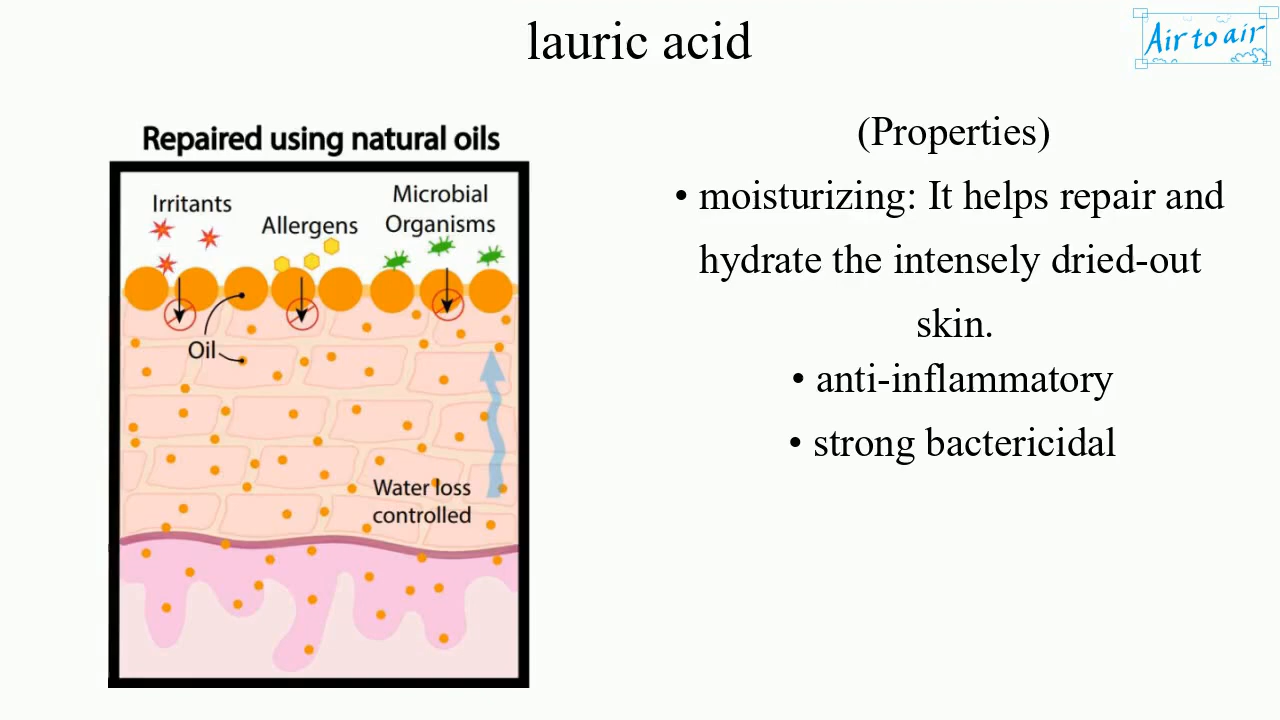 lauric acid
Air to air
Repaired using natural oils
Irritants
Allergens
Microbial
Organisms
Oil
Water loss
controlled
(Properties)
• moisturizing: It helps repair and
hydrate the intensely dried-out
skin.
• anti-inflammatory
• strong bactericidal